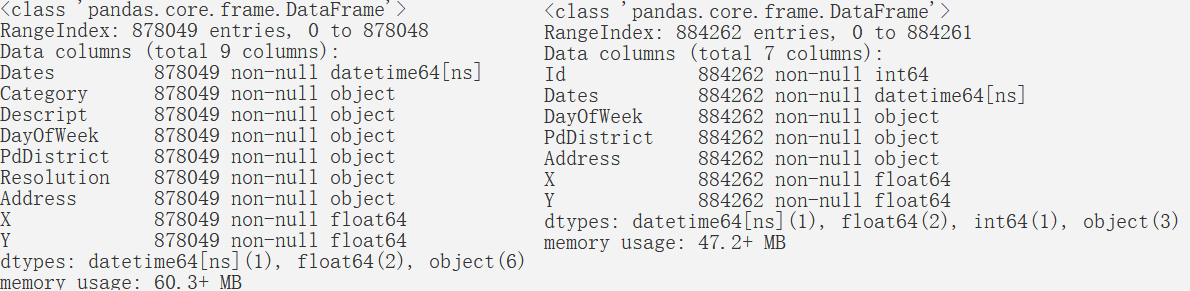 <class 'pandas.core.frame.DataFrame'>
RangeIndex: 878049 entries, 0 to 878048
Data columns (total 9 columns):
Dates         878049 non-null datetime64[ns]
Category      878049 non-null object
Descript      878049 non-null object
DayOfWeek     878049 non-null object
PdDistrict    878049 non-null object
Resolution    878049 non-null object
Address       878049 non-null object
X             878049 non-null float64
Y             878049 non-null float64
dtypes: datetime64[ns](1), float64(2), object(6)
memory usage: 60.3+ MB
<class 'pandas.core.frame.DataFrame'>
RangeIndex: 884262 entries, 0 to 884261
Data columns (total 7 columns):
Id            884262 non-null int64
Dates         884262 non-null datetime64[ns]
DayOfWeek     884262 non-null object
PdDistrict    884262 non-null object
Address       884262 non-null object
X             884262 non-null float64
Y             884262 non-null float64
dtypes: datetime64[ns](1), float64(2), int64(1), object(3)
memory usage: 47.2+ MB